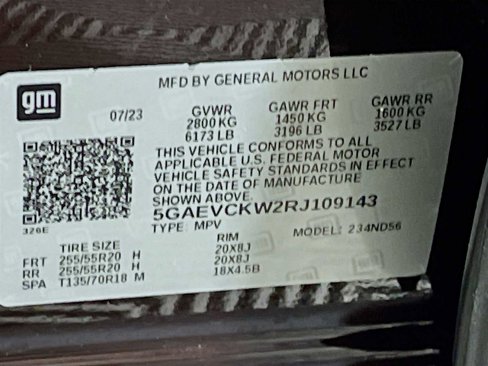 MFD BY GENERAL MOTORS LLC
gm
07/23
GVWR GAWR FRT GAWR RR
2800 KG 1450 KG 1600 KG
6173 LB 3196 LB 3527 LB
THIS VEHICLE CONFORMS TO ALL
APPLICABLE U.S. FEDERAL MOTOR
VEHICLE SAFETY STANDARDS IN EFFECT
ON THE DATE OF MANUFACTURE
SHOWN ABOVE.
5GAEVCKW2RJ109143
326E
TYPE: MPV MODEL: 234ND56
TIRE SIZE RIM
FRT 255/55R20 H 20X8J
RR 255/55R20 H 20X8J
SPA T135/70R18 M 18X4.5B